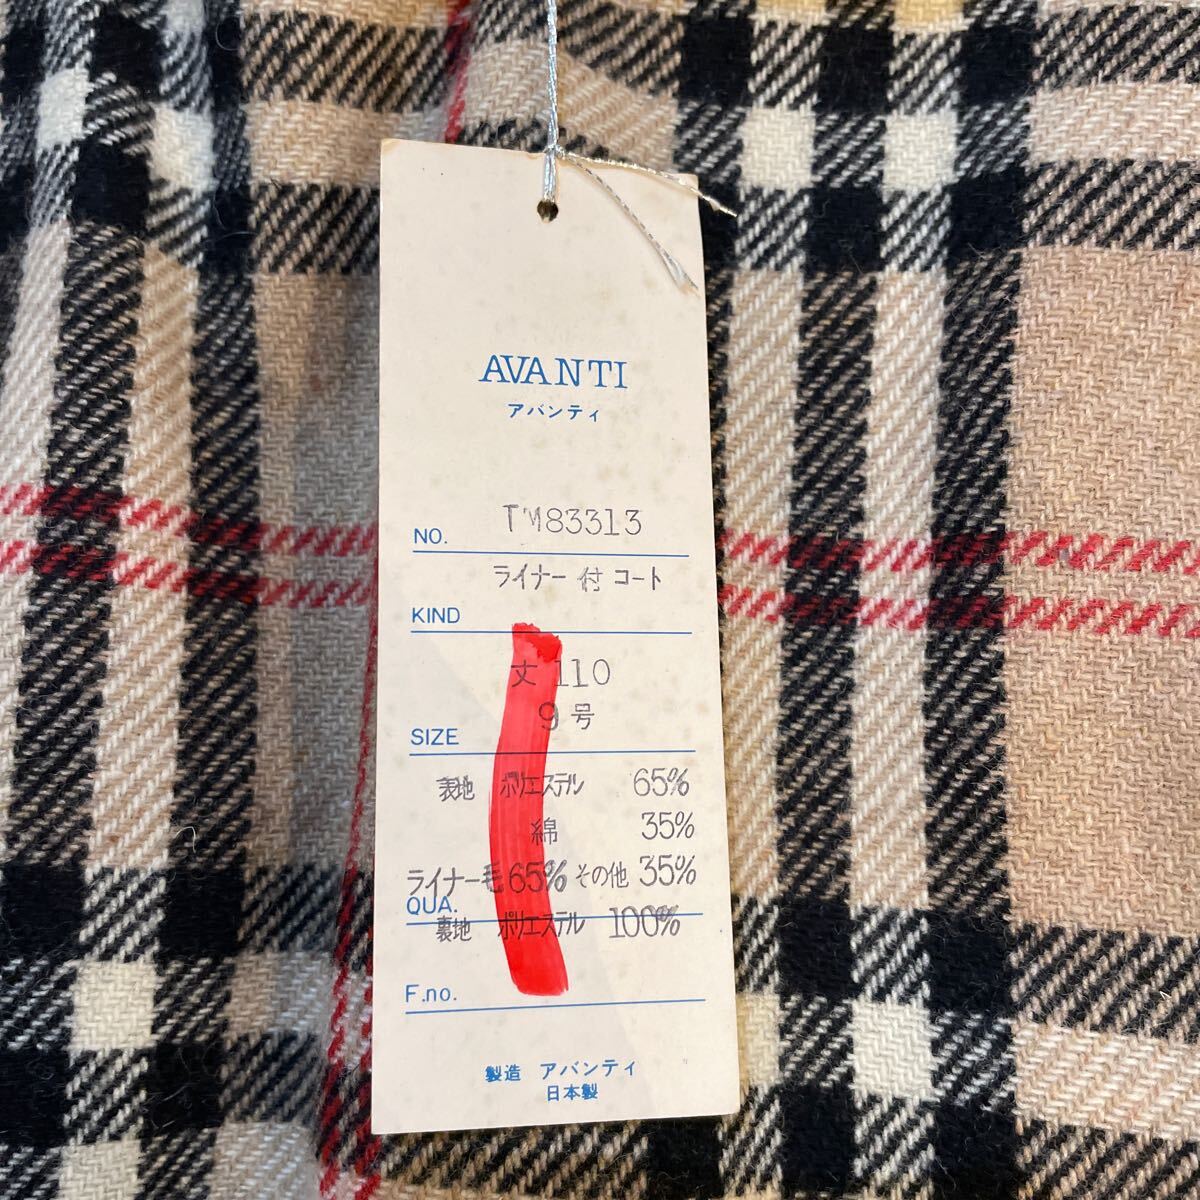 AVANTI
アバンティ
NO. TM83313
ライナー付コート
KIND
丈 110
9号
SIZE
表地 ポリエステル 65%
綿 35%
ライナー毛 65% その他 35%
QUA.
裏地 ポリエステル 100%
F.no.
製造 アバンティ
日本製